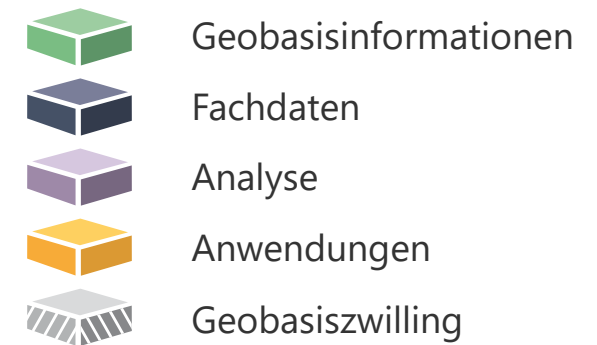 Geobasisinformationen
Fachdaten
Analyse
Anwendungen
Geobasiszwilling